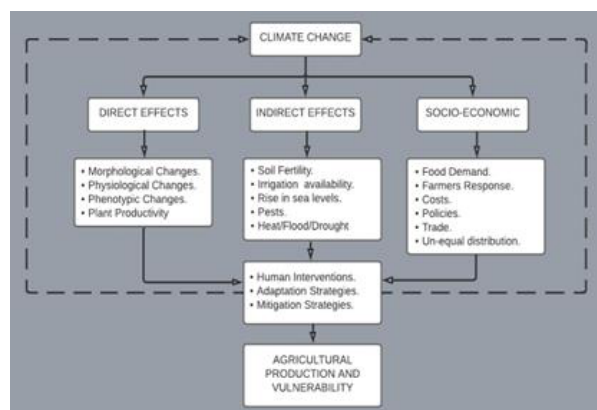 CLIMATE CHANGE
DIRECT EFFECTS
INDIRECT EFFECTS
SOCIO-ECONOMIC
• Morphological Changes.
• Physiological Changes.
• Phenotypic Changes.
• Plant Productivity
• Soil Fertility.
• Irrigation availability.
• Rise in sea levels.
• Pests.
• Heat/Flood/Drought
• Food Demand.
• Farmers Response.
• Costs.
• Policies.
• Trade.
• Un-equal distribution.
• Human Interventions.
• Adaptation Strategies.
• Mitigation Strategies.
AGRICULTURAL
PRODUCTION AND
VULNERABILITY